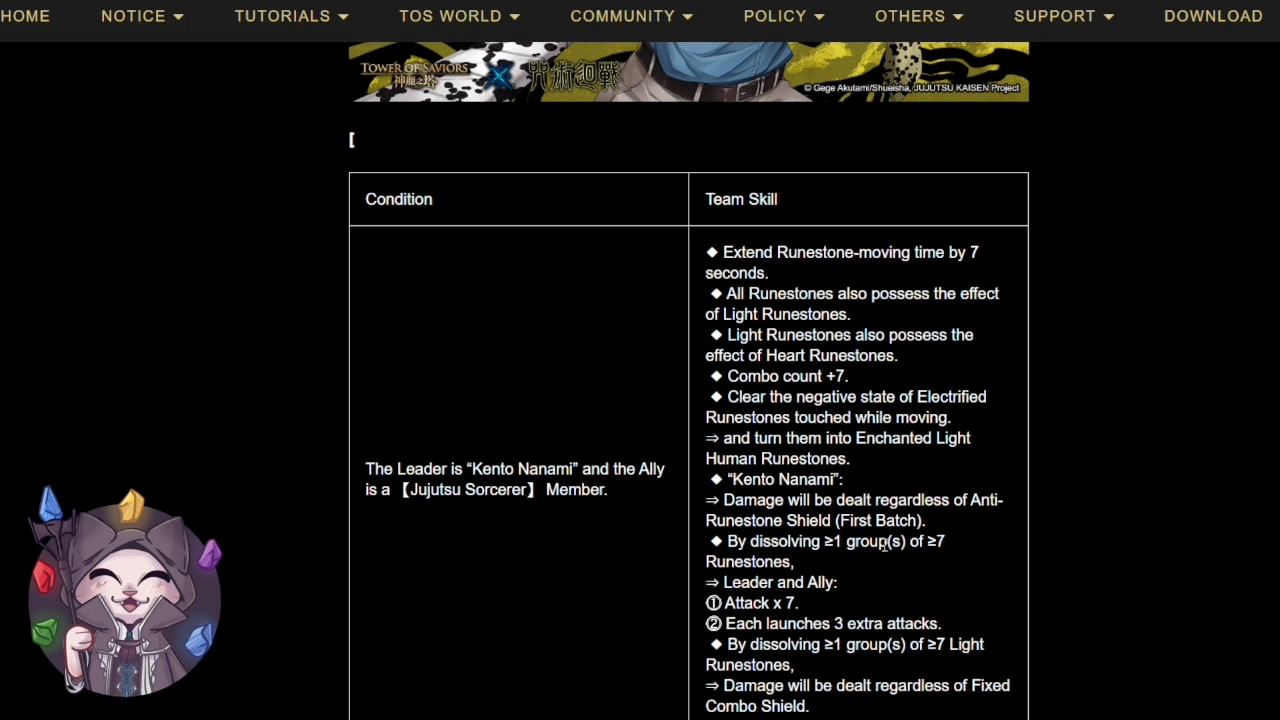 HOME NOTICE TUTORIALS TOS WORLD COMMUNITY POLICY OTHERS SUPPORT DOWNLOAD
TOWER OF SAVIORS
神魔之塔
咒術迴戰
© Gege Akutami/Shueisha, JUJUTSU KAISEN Project
[
Condition
Team Skill
The Leader is “Kento Nanami” and the Ally
is a 【Jujutsu Sorcerer】 Member.
◆ Extend Runestone-moving time by 7
seconds.
◆ All Runestones also possess the effect
of Light Runestones.
◆ Light Runestones also possess the
effect of Heart Runestones.
◆ Combo count +7.
◆ Clear the negative state of Electrified
Runestones touched while moving.
⇒ and turn them into Enchanted Light
Human Runestones.
◆ “Kento Nanami”:
⇒ Damage will be dealt regardless of Anti-
Runestone Shield (First Batch).
◆ By dissolving ≥1 group(s) of ≥7
Runestones,
⇒ Leader and Ally:
① Attack x 7.
② Each launches 3 extra attacks.
◆ By dissolving ≥1 group(s) of ≥7 Light
Runestones,
⇒ Damage will be dealt regardless of Fixed
Combo Shield.